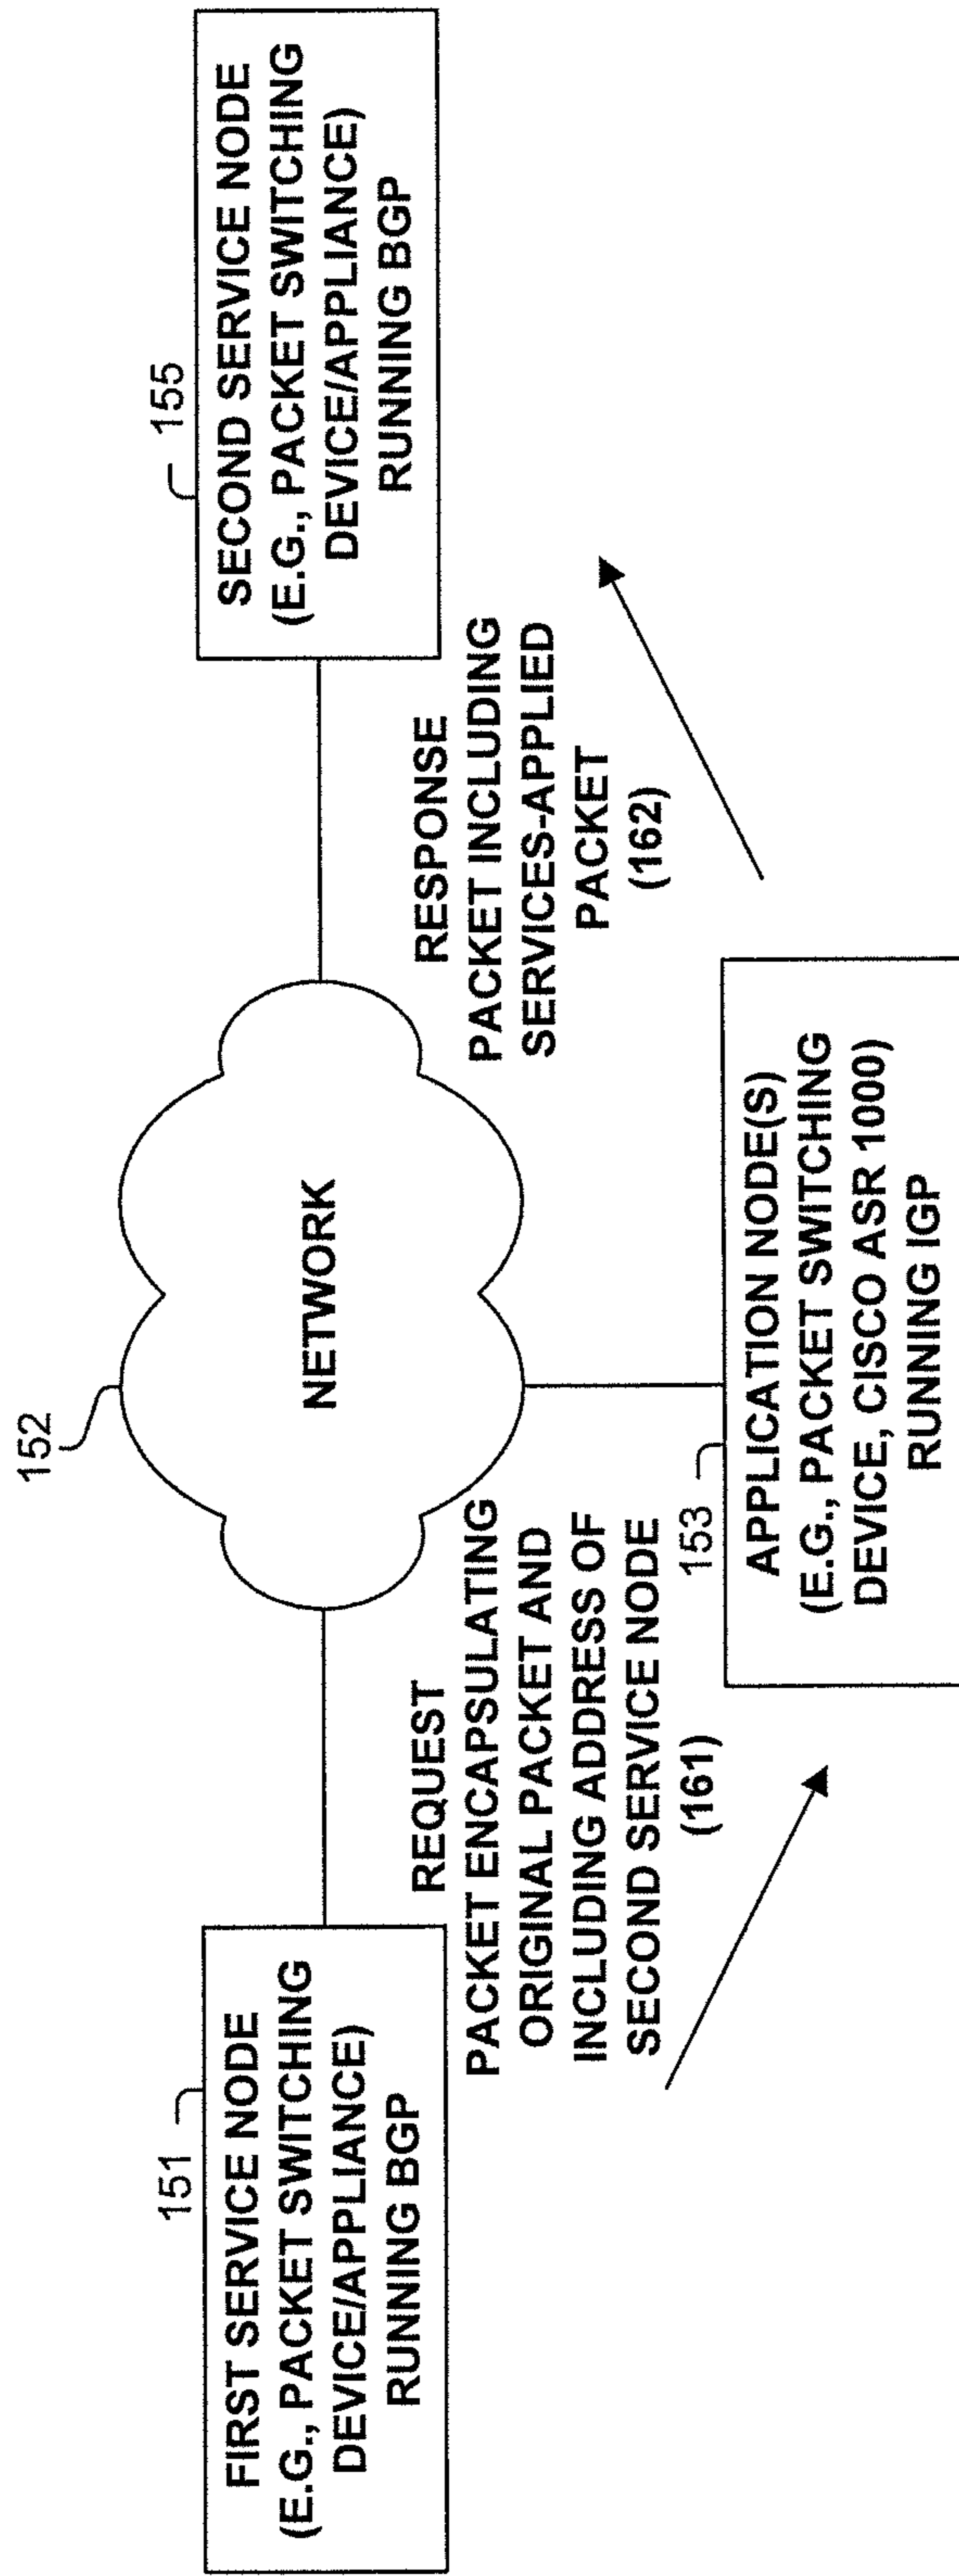 152
NETWORK
151
FIRST SERVICE NODE
(E.G., PACKET SWITCHING
DEVICE/APPLIANCE)
RUNNING BGP
155
SECOND SERVICE NODE
(E.G., PACKET SWITCHING
DEVICE/APPLIANCE)
RUNNING BGP
REQUEST
PACKET ENCAPSULATING
ORIGINAL PACKET AND
INCLUDING ADDRESS OF
SECOND SERVICE NODE
(161)
RESPONSE
PACKET INCLUDING
SERVICES-APPLIED
PACKET
(162)
153
APPLICATION NODE(S)
(E.G., PACKET SWITCHING
DEVICE, CISCO ASR 1000)
RUNNING IGP